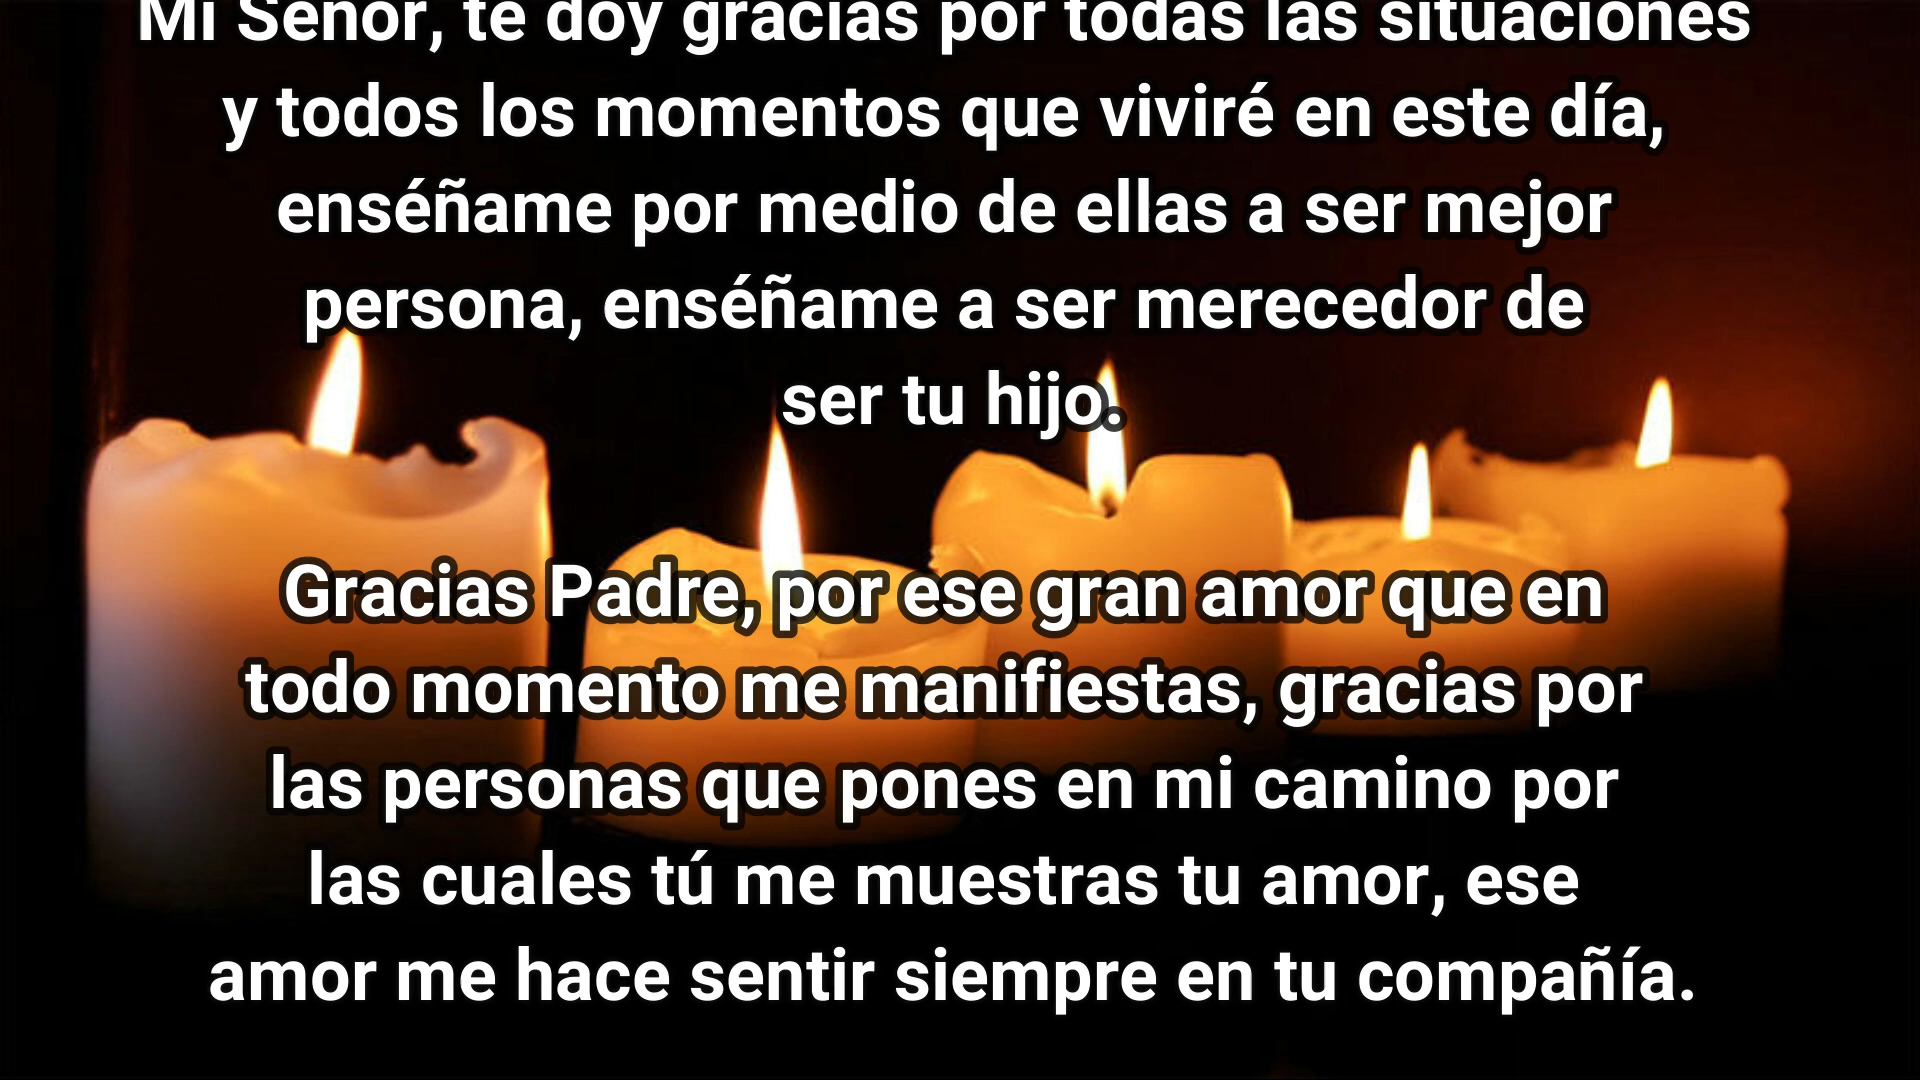 Mi Señor, te doy gracias por todas las situaciones
y todos los momentos que viviré en este día,
enséñame por medio de ellas a ser mejor
persona, enséñame a ser merecedor de
ser tu hijo.
Gracias Padre, por ese gran amor que en
todo momento me manifiestas, gracias por
las personas que pones en mi camino por
las cuales tú me muestras tu amor, ese
amor me hace sentir siempre en tu compañía.